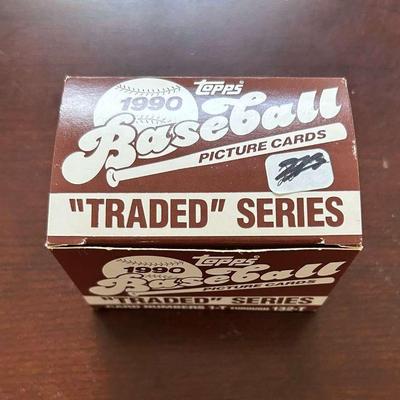 Topps
1990
Baseball
PICTURE CARDS
"TRADED" SERIES
Topps
1990
Baseball
PICTURE CARDS
"TRADED" SERIES
CARD NUMBERS 1-T THROUGH 132-T